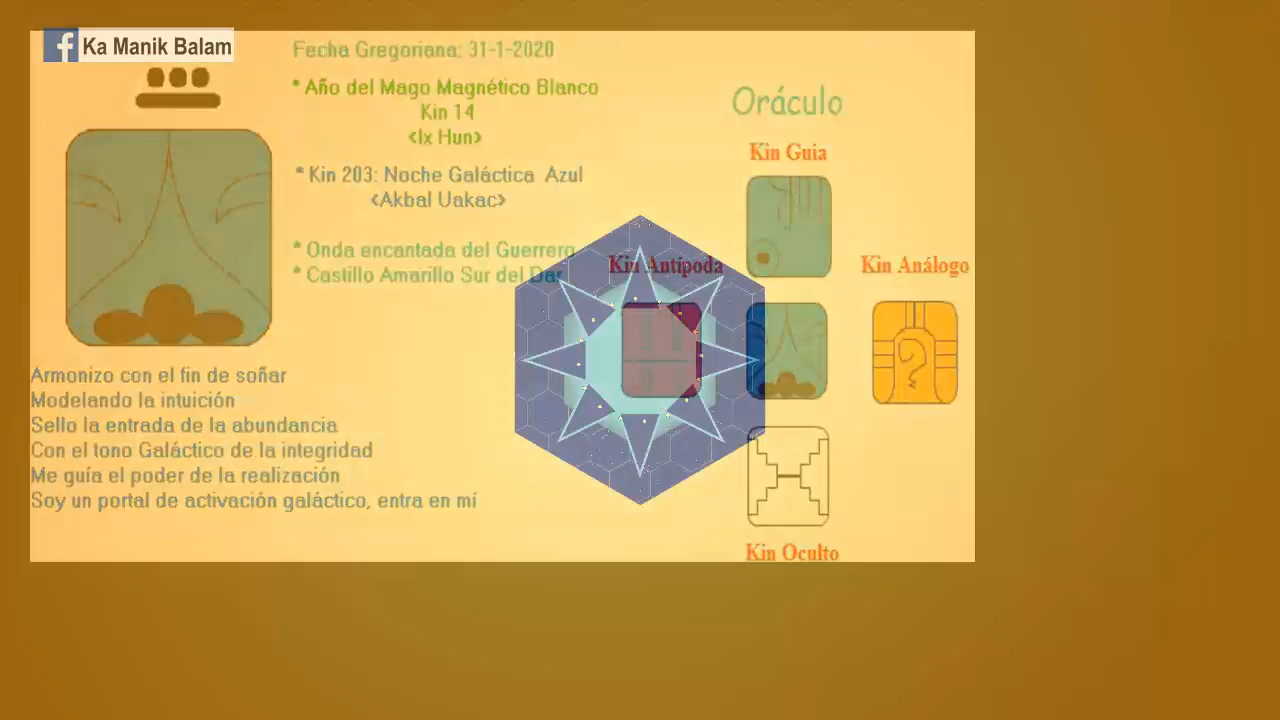 Ka Manik Balam
Fecha Gregoriana: 31-1-2020
* Año del Mago Magnético Blanco
Kin 14
<Ix Hun>
* Kin 203: Noche Galáctica Azul
<Akbal Uakac>
* Onda encantada del Guerrero
* Castillo Amarillo Sur del Dar
Armonizo con el fin de soñar
Modelando la intuición
Sello la entrada de la abundancia
Con el tono Galáctico de la integridad
Me guía el poder de la realización
Soy un portal de activación galáctico, entra en mí
Oráculo
Kin Guia
Kin Antípoda
Kin Análogo
Kin Oculto